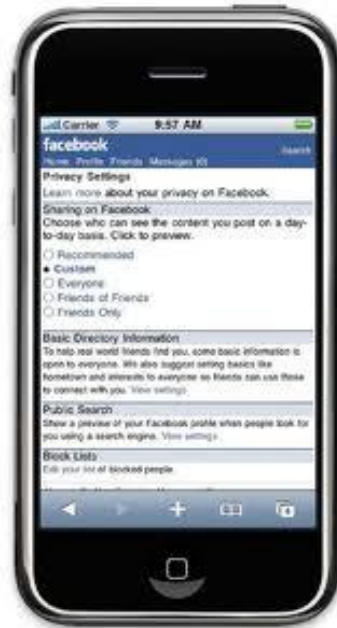 Carrier 9:57 AM
facebook
Search
Home Profile Friends Messages (0)
Privacy Settings
Learn more about your privacy on Facebook.
Sharing on Facebook
Choose who can see the content you post on a day-
to-day basis. Click to preview.
Recommended
Custom
Everyone
Friends of Friends
Friends Only
Basic Directory Information
To help real world friends find you, some basic information is
open to everyone. We also suggest setting basics like
hometown and interests to everyone so friends can use those
to connect with you. View settings
Public Search
Show a preview of your Facebook profile when people look for
you using a search engine. View settings
Block Lists
Edit your list of blocked people.